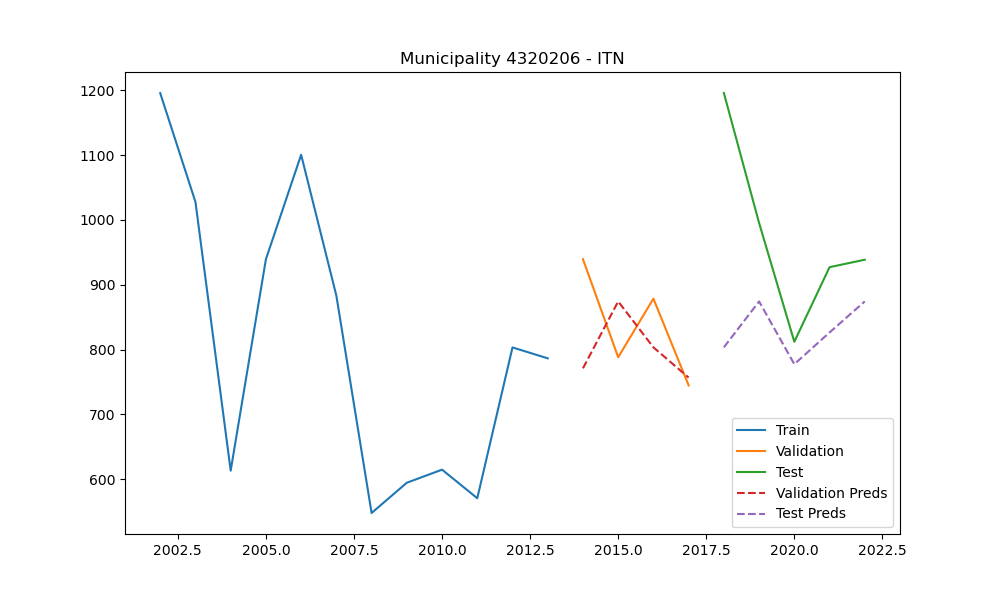 Municipality 4320206 - ITN
1200
1100
1000
900
800
700
600
2002.5 2005.0 2007.5 2010.0 2012.5 2015.0 2017.5 2020.0 2022.5
Train
Validation
Test
Validation Preds
Test Preds